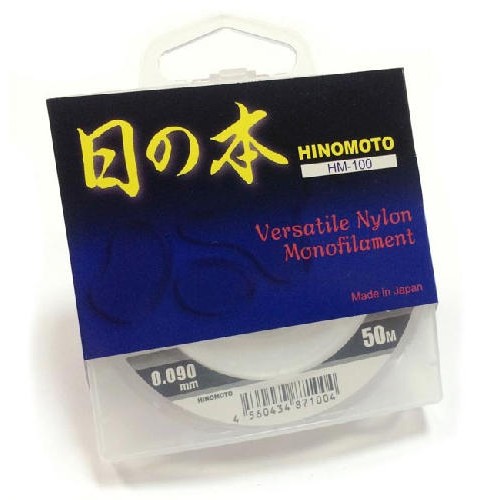 日の本
HINOMOTO
HM-100
Versatile Nylon
Monofilament
Made in Japan
0.090
mm
50M
HINOMOTO
4 560434 871004